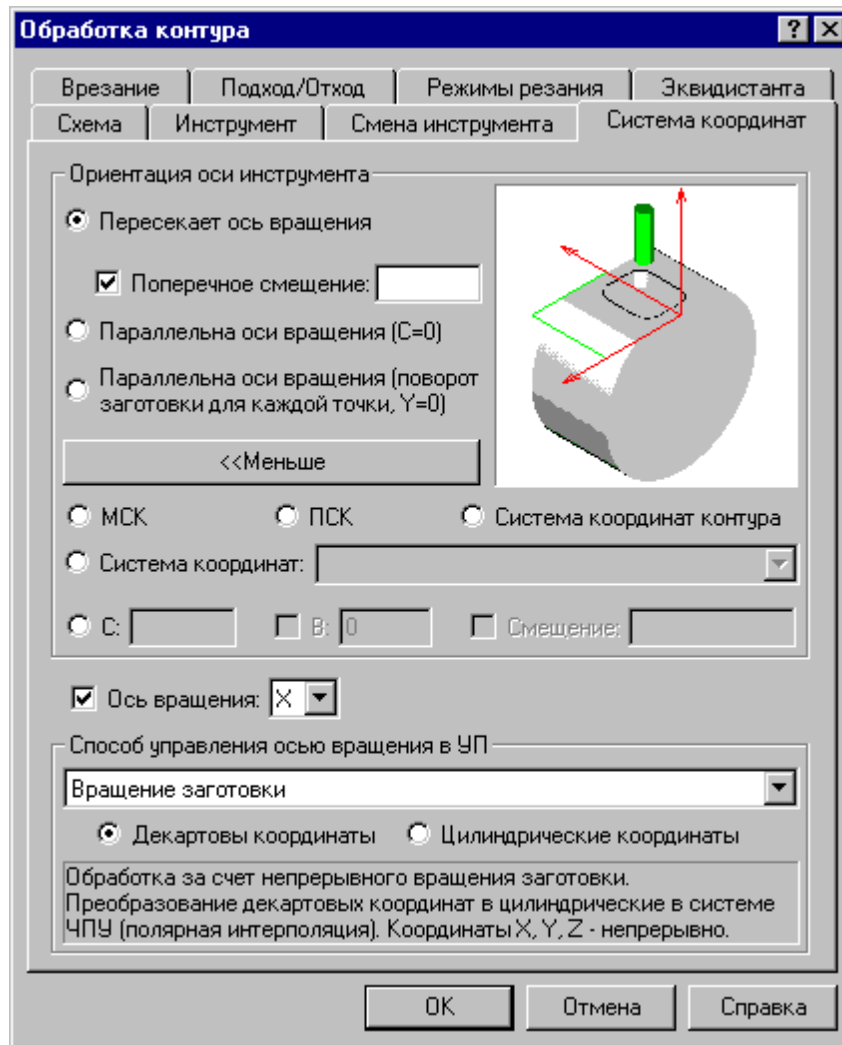 Обработка контура
Врезание
Подход/Отход
Режимы резания
Эквидистанта
Схема
Инструмент
Смена инструмента
Система координат
Ориентация оси инструмента
Пересекает ось вращения
Поперечное смещение:
Параллельна оси вращения (C=0)
Параллельна оси вращения (поворот
заготовки для каждой точки, Y=0)
<<Меньше
МСК
ПСК
Система координат контура
Система координат:
C:
B: 0
Смещение:
Ось вращения: X
Способ управления осью вращения в УП
Вращение заготовки
Декартовы координаты
Цилиндрические координаты
Обработка за счет непрерывного вращения заготовки.
Преобразование декартовых координат в цилиндрические в системе
ЧПУ (полярная интерполяция). Координаты X, Y, Z - непрерывно.
OK
Отмена
Справка